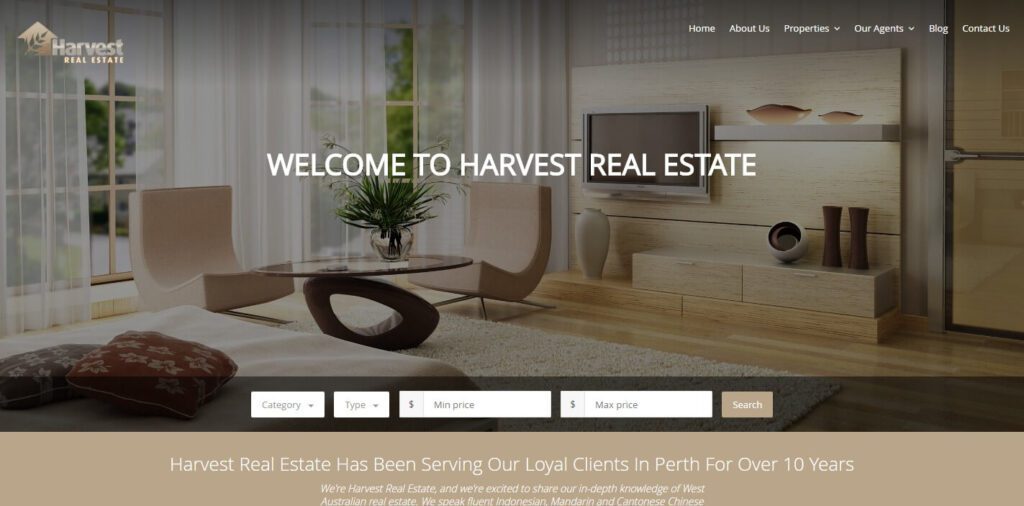 Harvest
REAL ESTATE
Home About Us Properties Our Agents Blog Contact Us
WELCOME TO HARVEST REAL ESTATE
Category Type $ Min price $ Max price Search
Harvest Real Estate Has Been Serving Our Loyal Clients In Perth For Over 10 Years
We're Harvest Real Estate, and we're excited to share our in-depth knowledge of West
Australian real estate. We speak fluent Indonesian, Mandarin and Cantonese Chinese